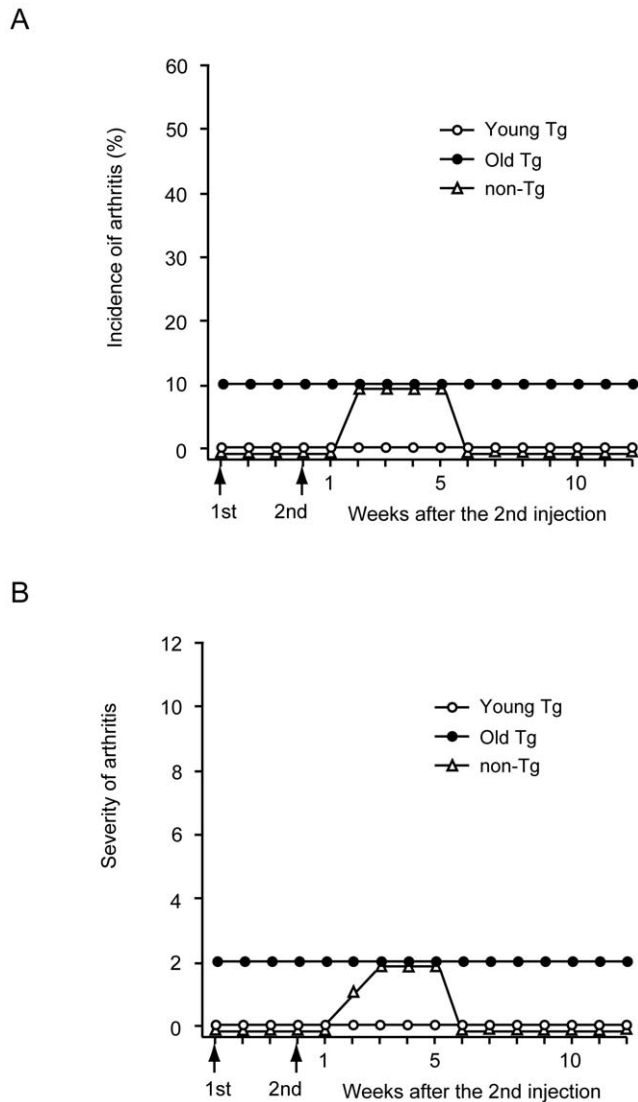 A
60
50
40
30
20
10
0
Incidence oif arthritis (%)
Young Tg
Old Tg
non-Tg
1 5 10
1st 2nd Weeks after the 2nd injection
B
12
10
8
6
4
2
0
Severity of arthritis
Young Tg
Old Tg
non-Tg
1 5 10
1st 2nd Weeks after the 2nd injection